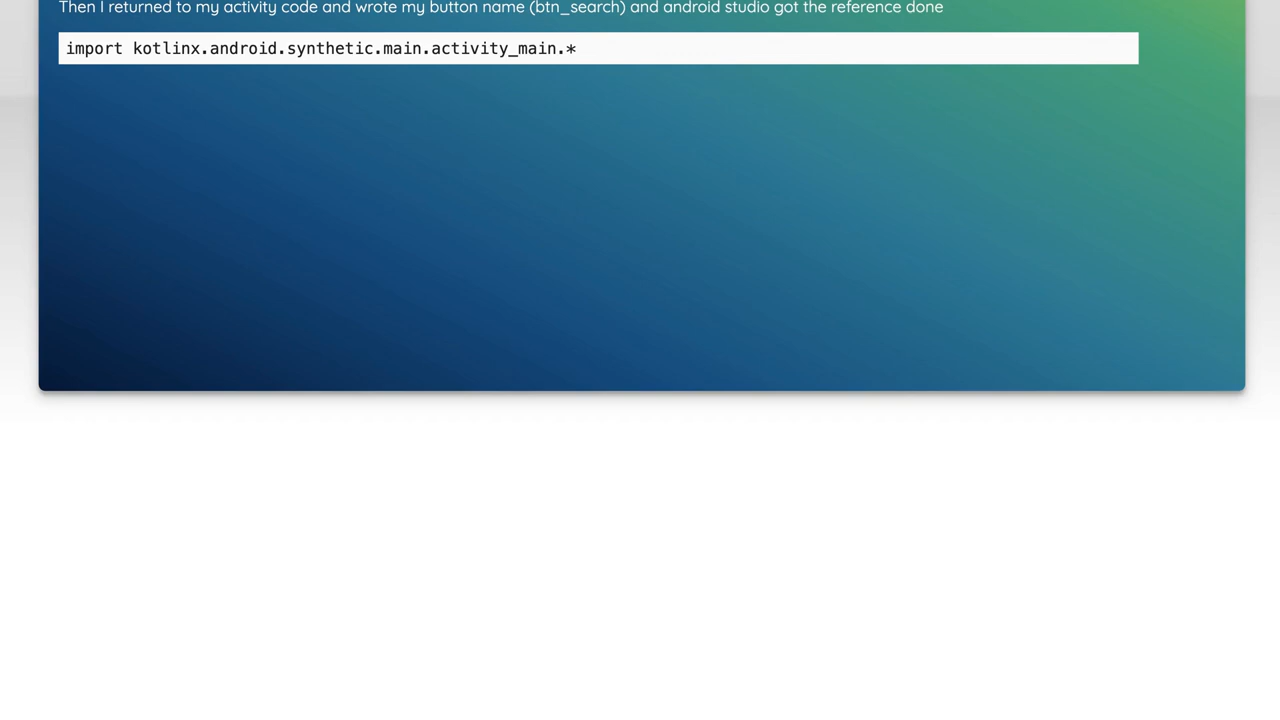 Then I returned to my activity code and wrote my button name (btn_search) and android studio got the reference done
import kotlinx.android.synthetic.main.activity_main.*